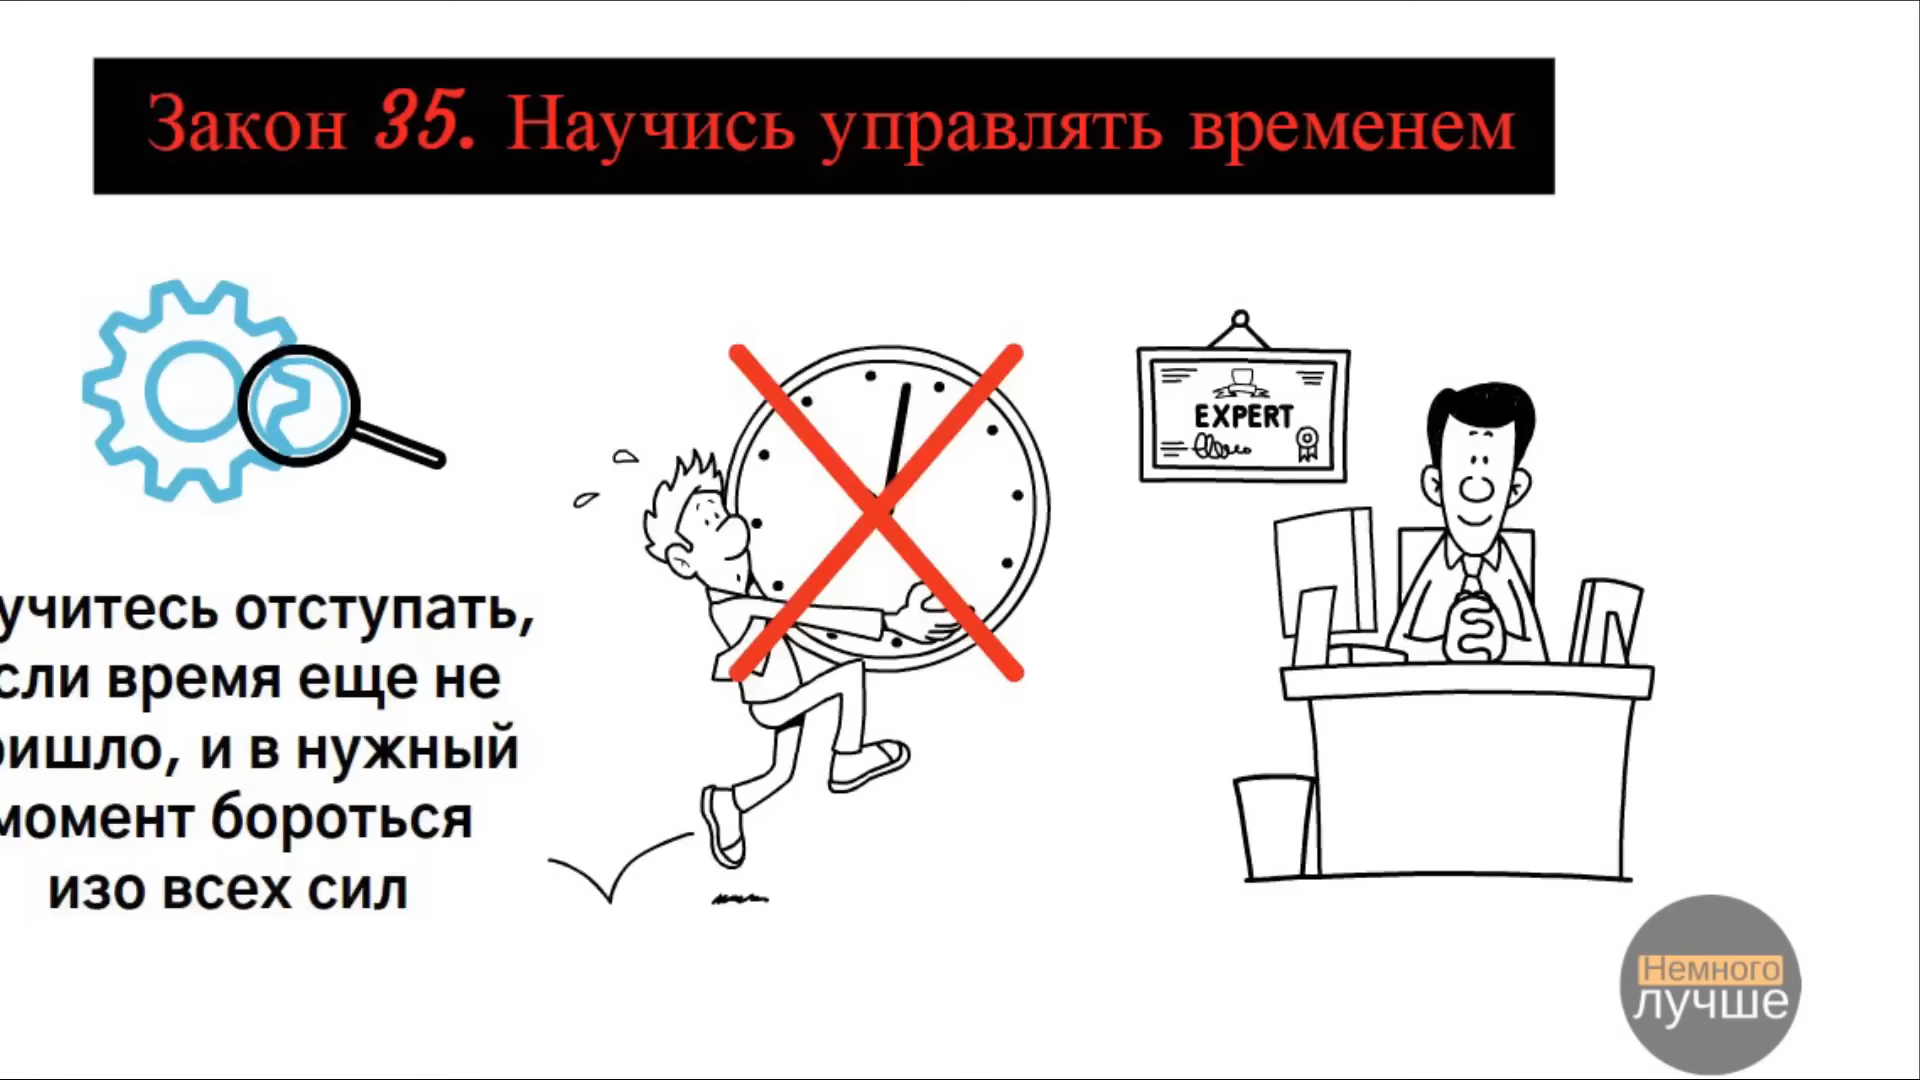 Закон 35. Научись управлять временем
EXPERT
учитесь отступать,
сли время еще не
ришло, и в нужный
момент бороться
изо всех сил
Немного
лучше